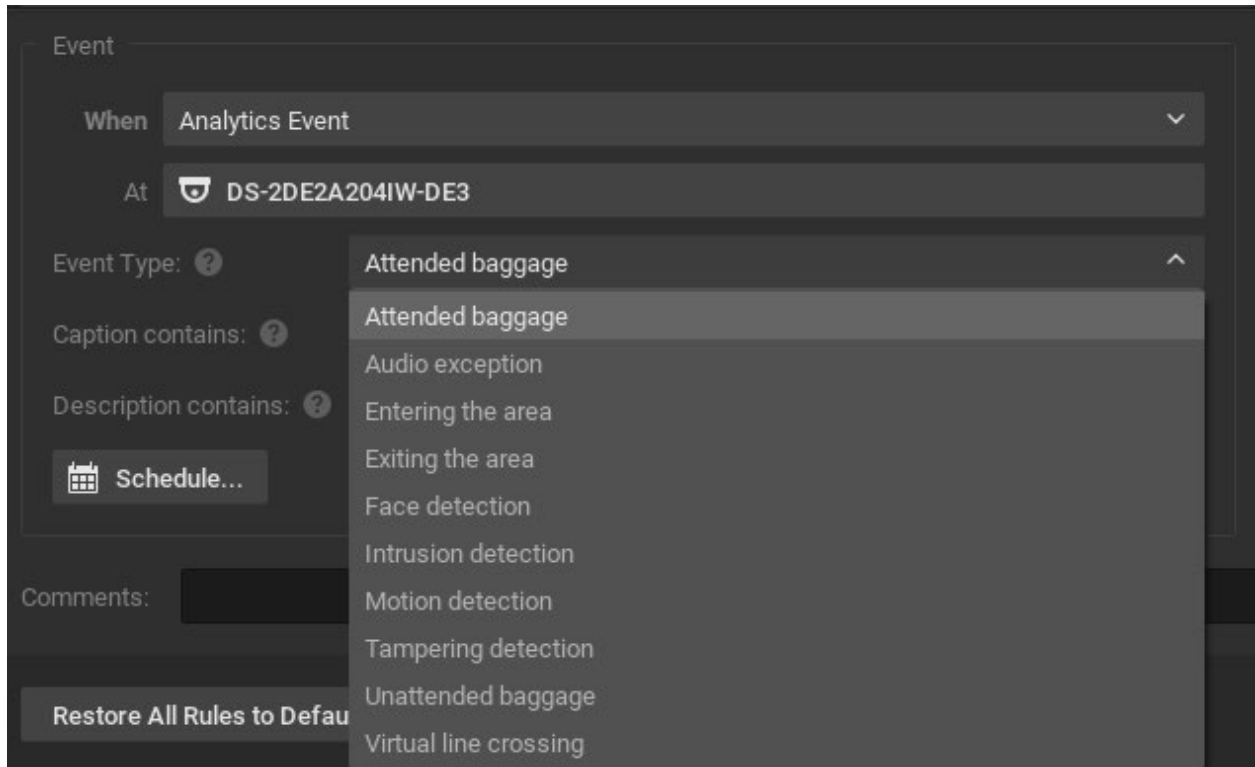 Event
When Analytics Event
At DS-2DE2A204IW-DE3
Event Type: Attended baggage
Attended baggage
Caption contains:
Audio exception
Entering the area
Description contains:
Exiting the area
Schedule...
Face detection
Intrusion detection
Comments:
Motion detection
Tampering detection
Unattended baggage
Restore All Rules to Defau
Virtual line crossing